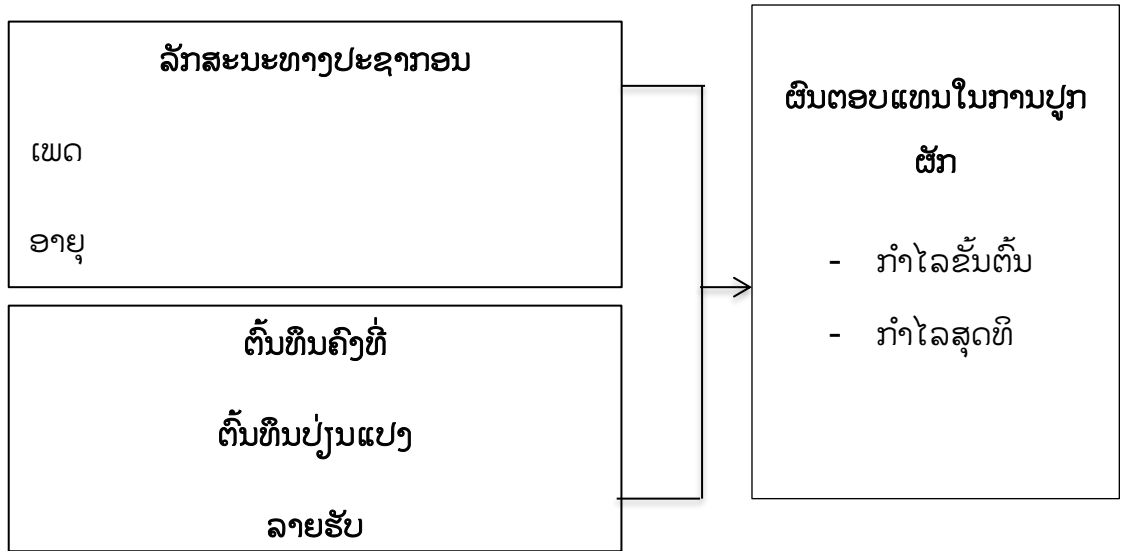 ລັກສະນະທາງປະຊາກອນ
ເພດ
ອາຍຸ
ຕົ້ນທຶນຄົງທີ່
ຕົ້ນທຶນປ່ຽນແປງ
ລາຍຮັບ
ຜົນຕອບແທນໃນການປູກ
ຜັກ
- ກຳໄລຂັ້ນຕົ້ນ
- ກຳໄລສຸດທິ